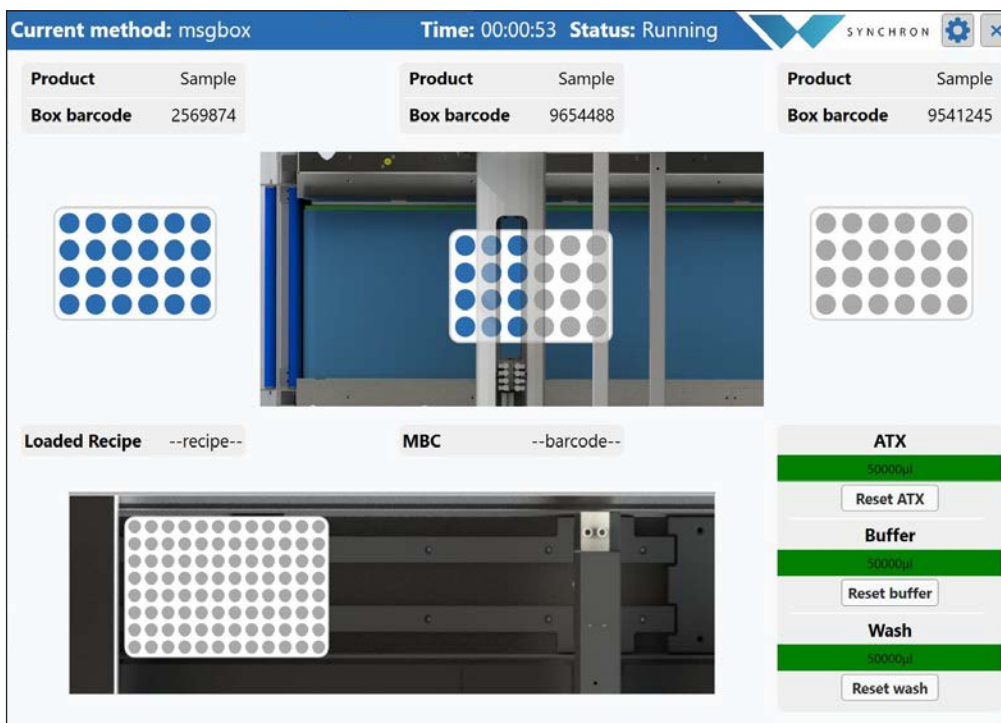 Current method: msgbox Time: 00:00:53 Status: Running SYNCHRON
Product Sample
Box barcode 2569874
Product Sample
Box barcode 9654488
Product Sample
Box barcode 9541245
Loaded Recipe --recipe--
MBC --barcode--
ATX
50000µl
Reset ATX
Buffer
50000µl
Reset buffer
Wash
50000µl
Reset wash